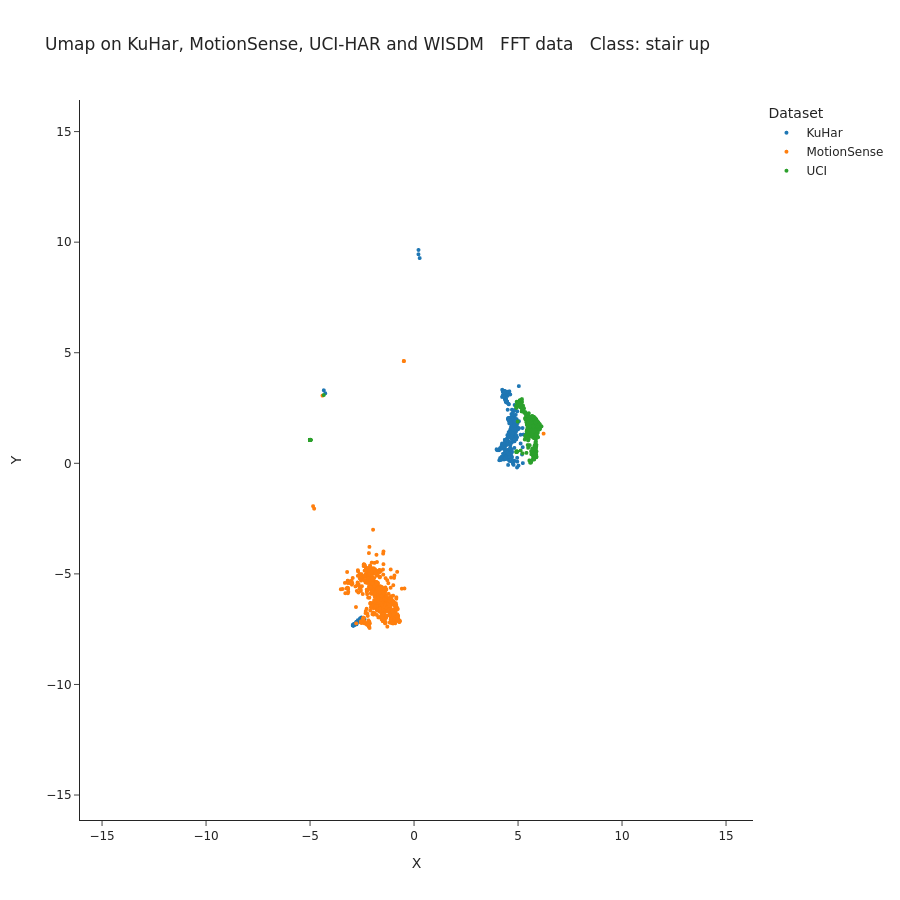 Umap on KuHar, MotionSense, UCI-HAR and WISDM   FFT data   Class: stair up
Dataset
KuHar
MotionSense
UCI
15
10
5
0
−5
−10
−15
Y
−15
−10
−5
0
5
10
15
X